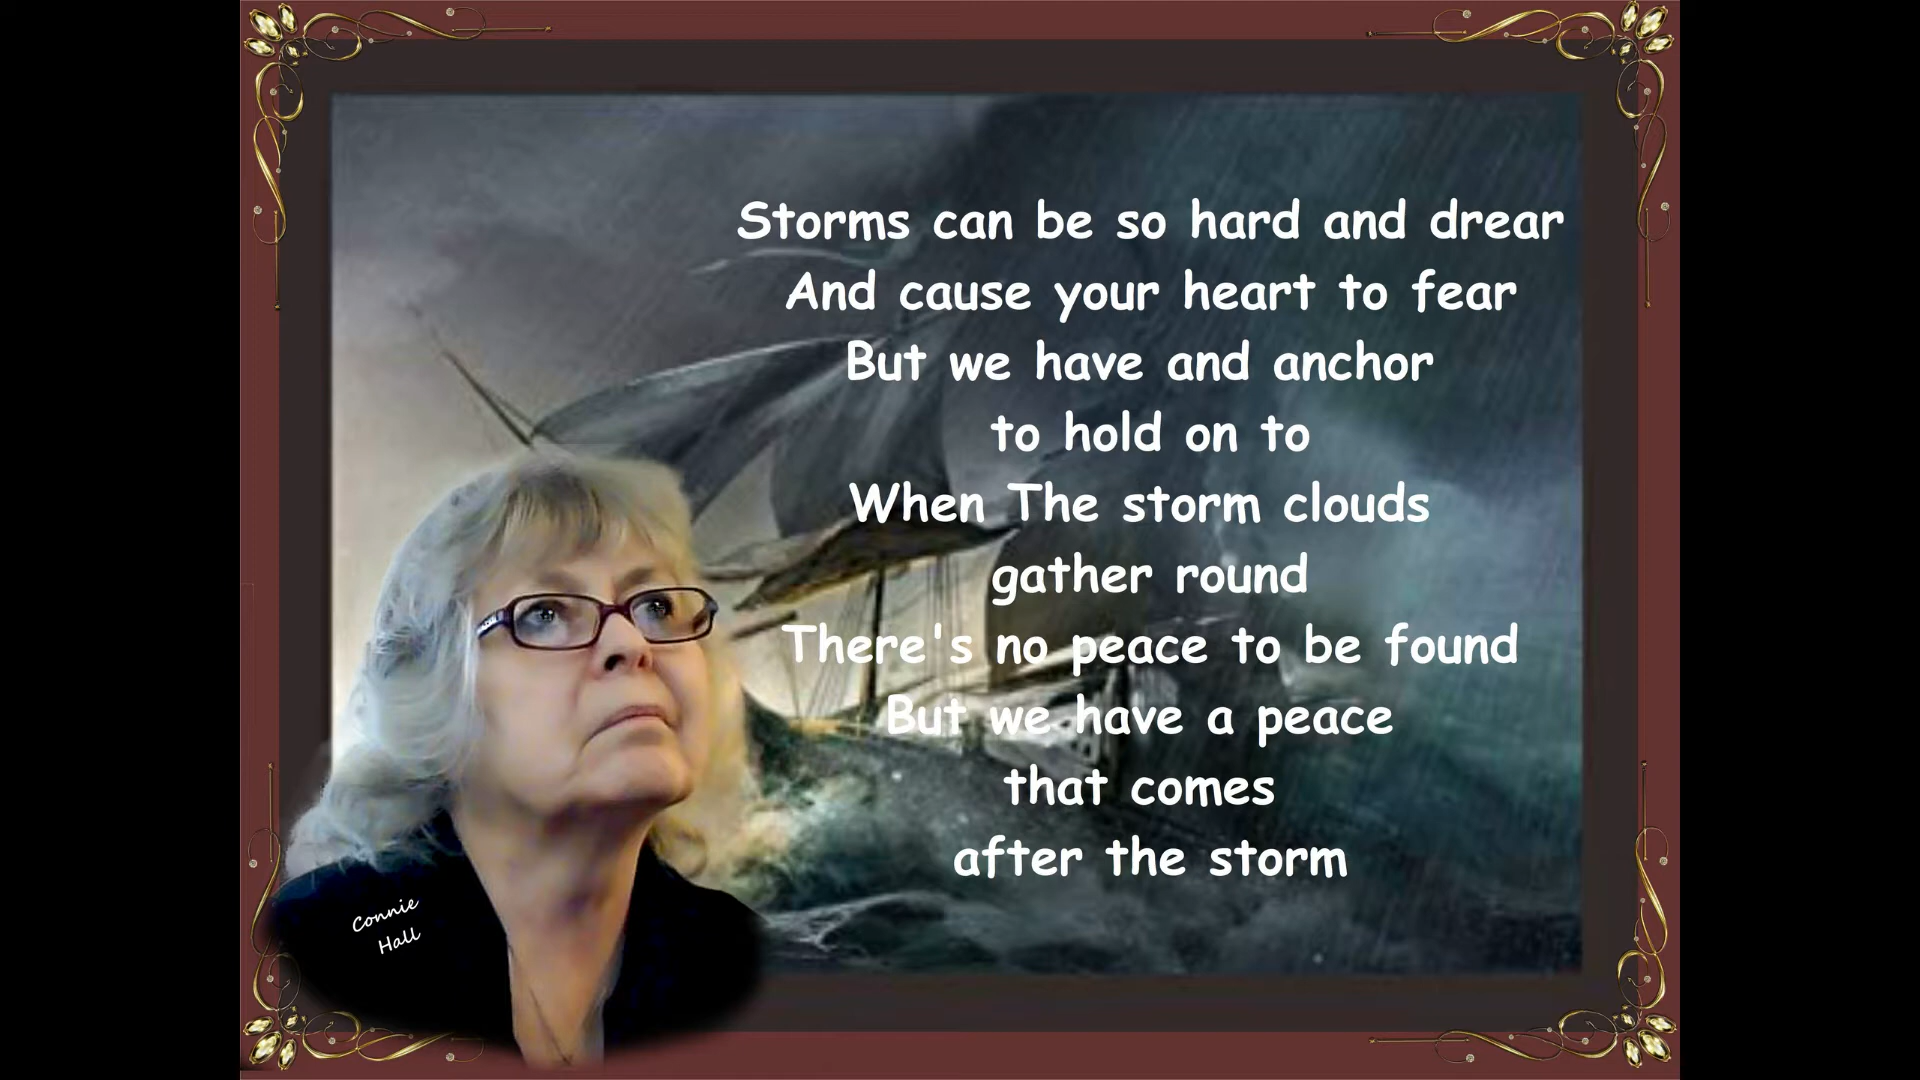 Storms can be so hard and drear
And cause your heart to fear
But we have and anchor
to hold on to
When The storm clouds
gather round
There's no peace to be found
But we have a peace
that comes
after the storm
Connie
Hall